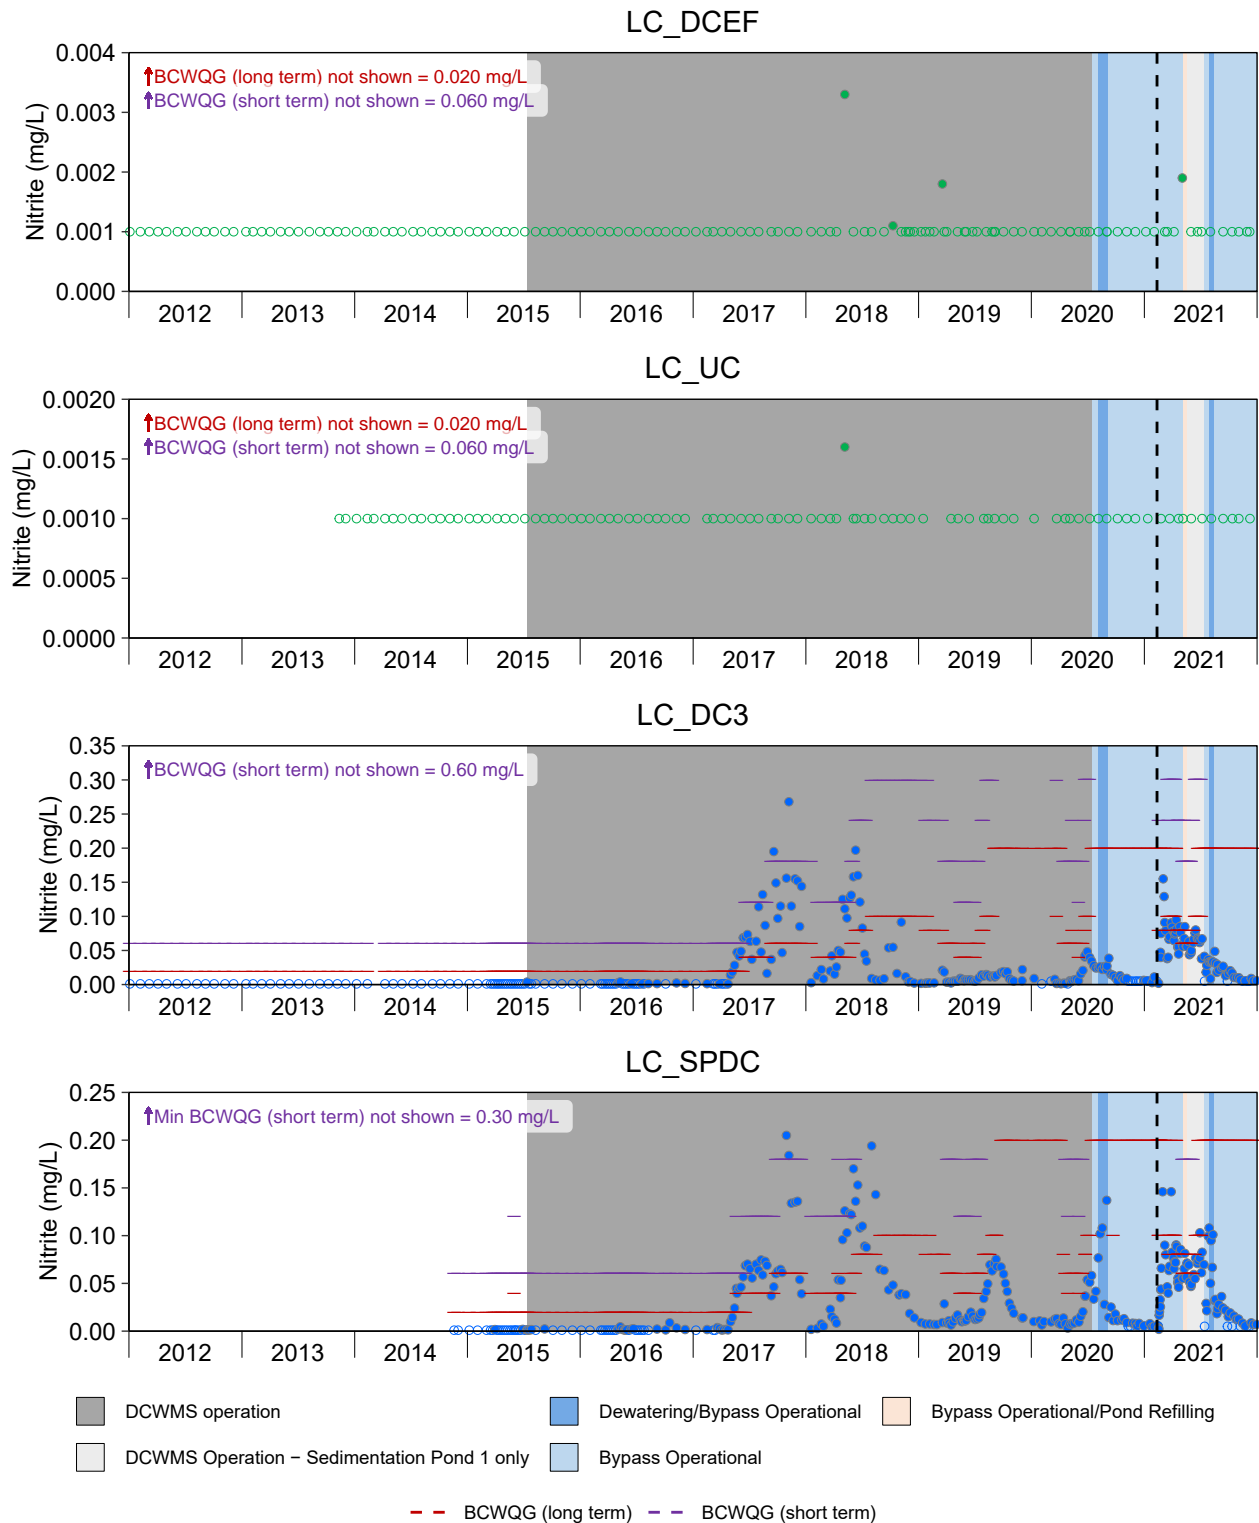 LC_DCEF
0.004
0.003
0.002
0.001
0.000
Nitrite (mg/L)
BCWQG (long term) not shown = 0.020 mg/L
BCWQG (short term) not shown = 0.060 mg/L
2012 2013 2014 2015 2016 2017 2018 2019 2020 2021
LC_UC
0.0020
0.0015
0.0010
0.0005
0.0000
Nitrite (mg/L)
BCWQG (long term) not shown = 0.020 mg/L
BCWQG (short term) not shown = 0.060 mg/L
2012 2013 2014 2015 2016 2017 2018 2019 2020 2021
LC_DC3
0.35
0.30
0.25
0.20
0.15
0.10
0.05
0.00
Nitrite (mg/L)
BCWQG (short term) not shown = 0.60 mg/L
2012 2013 2014 2015 2016 2017 2018 2019 2020 2021
LC_SPDC
0.25
0.20
0.15
0.10
0.05
0.00
Nitrite (mg/L)
Min BCWQG (short term) not shown = 0.30 mg/L
2012 2013 2014 2015 2016 2017 2018 2019 2020 2021
DCWMS operation
Dewatering/Bypass Operational
Bypass Operational/Pond Refilling
DCWMS Operation − Sedimentation Pond 1 only
Bypass Operational
BCWQG (long term)
BCWQG (short term)